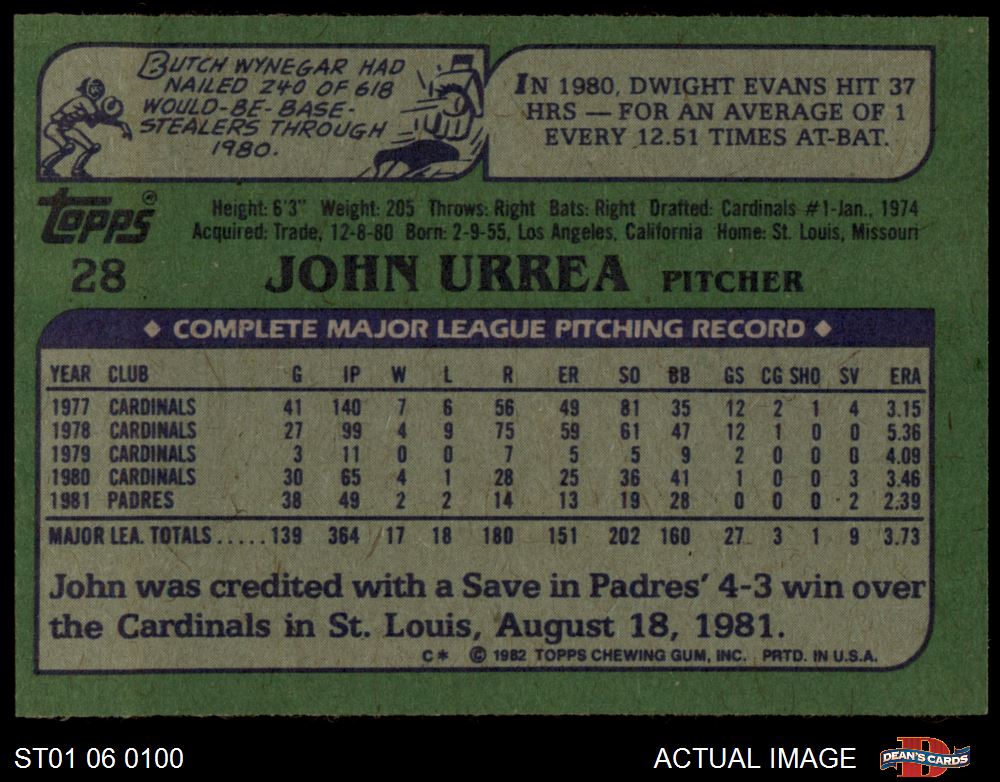 BUTCH WYNEGAR HAD
NAILED 240 OF 618
WOULD-BE-BASE-
STEALERS THROUGH
1980.
IN 1980, DWIGHT EVANS HIT 37
HRS — FOR AN AVERAGE OF 1
EVERY 12.51 TIMES AT-BAT.
TOPPS®
Height: 6'3" Weight: 205 Throws: Right Bats: Right Drafted: Cardinals #1-Jan., 1974
Acquired: Trade, 12-8-80 Born: 2-9-55, Los Angeles, California Home: St. Louis, Missouri
28 JOHN URREA PITCHER
◆ COMPLETE MAJOR LEAGUE PITCHING RECORD ◆
YEAR CLUB G IP W L R ER SO BB GS CG SHO SV ERA
1977 CARDINALS 41 140 7 6 56 49 81 35 12 2 1 4 3.15
1978 CARDINALS 27 99 4 9 75 59 61 47 12 1 0 0 5.36
1979 CARDINALS 3 11 0 0 7 5 5 9 2 0 0 0 4.09
1980 CARDINALS 30 65 4 1 28 25 36 41 1 0 0 3 3.46
1981 PADRES 38 49 2 2 14 13 19 28 0 0 0 2 2.39
MAJOR LEA. TOTALS.....139 364 17 18 180 151 202 160 27 3 1 9 3.73
John was credited with a Save in Padres' 4-3 win over
the Cardinals in St. Louis, August 18, 1981.
C* © 1982 TOPPS CHEWING GUM, INC. PRTD. IN U.S.A.
ST01 06 0100
ACTUAL IMAGE
DEAN'S CARDS